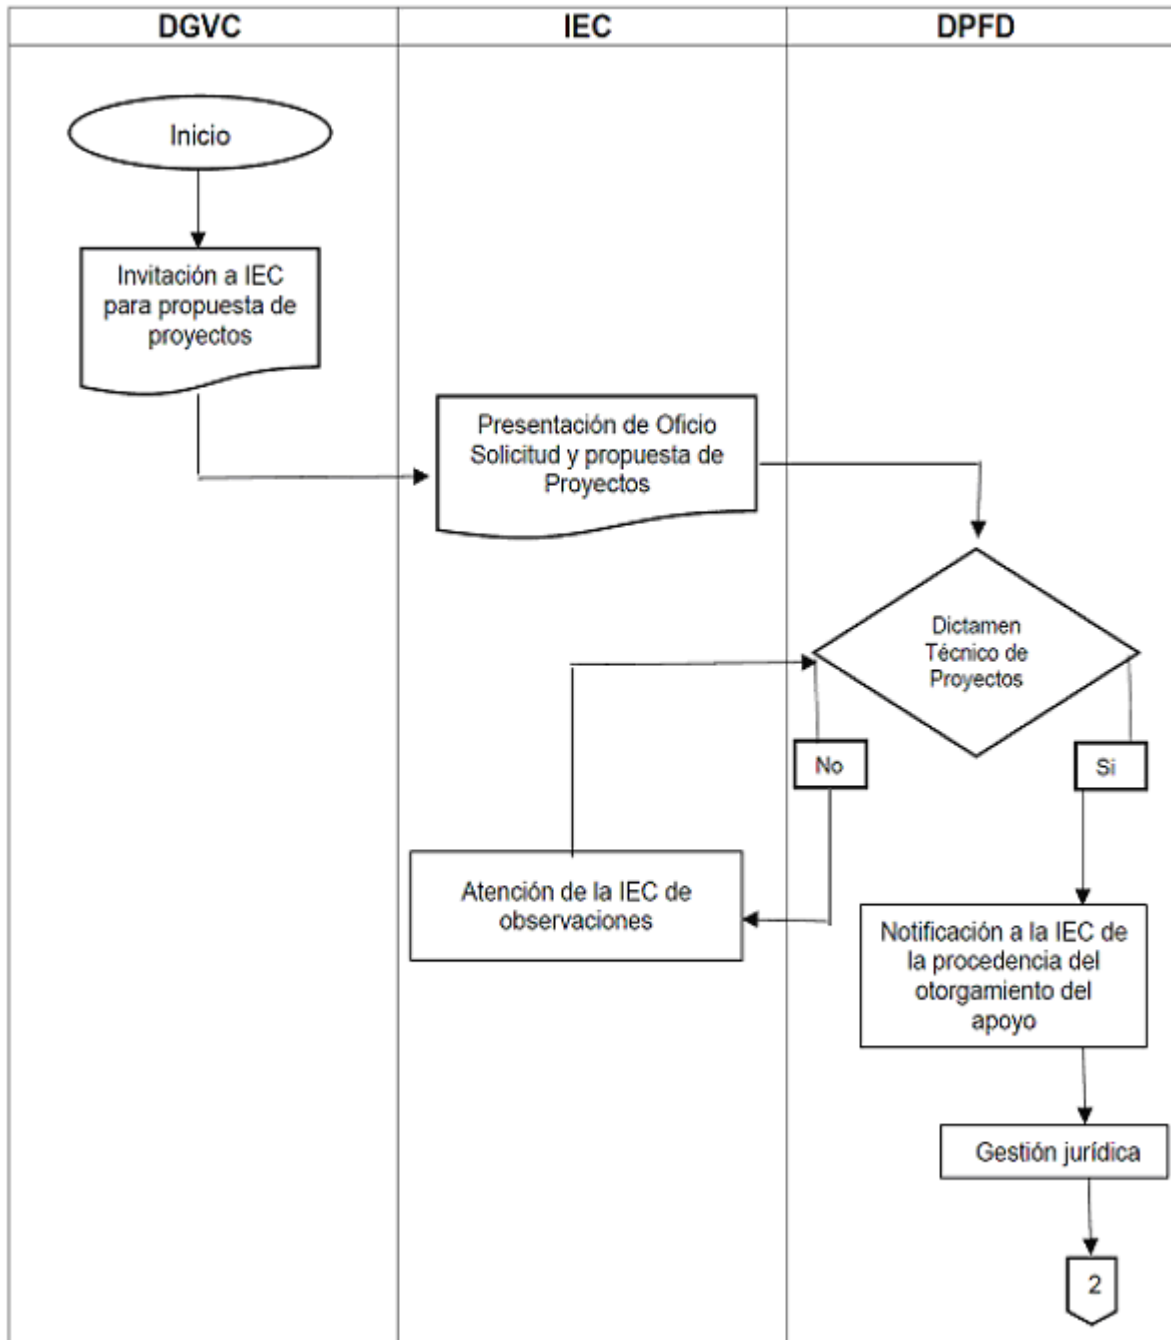 DGVC
IEC
DPFD
Inicio
Invitación a IEC
para propuesta de
proyectos
Presentación de Oficio
Solicitud y propuesta de
Proyectos
Dictamen
Técnico de
Proyectos
No
Si
Atención de la IEC de
observaciones
Notificación a la IEC de
la procedencia del
otorgamiento del
apoyo
Gestión jurídica
2